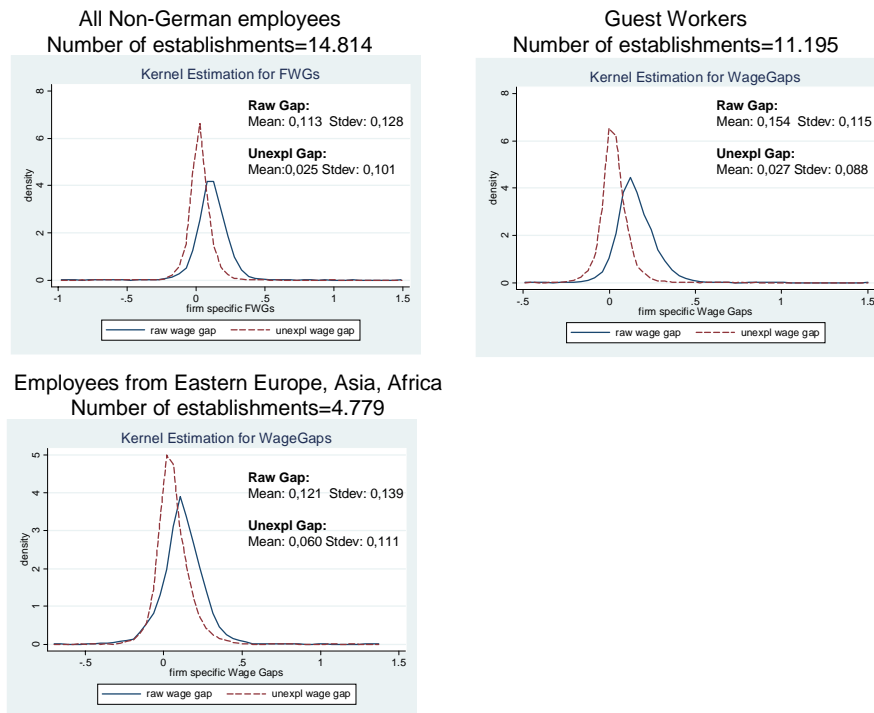 All Non-German employees
Number of establishments=14.814
Kernel Estimation for FWGs
Raw Gap:
Mean: 0,113 Stdev: 0,128
Unexpl Gap:
Mean:0,025 Stdev: 0,101
density
0
2
4
6
8
-1
-.5
0
.5
1
1.5
firm specific FWGs
raw wage gap
unexpl wage gap
Guest Workers
Number of establishments=11.195
Kernel Estimation for WageGaps
Raw Gap:
Mean: 0,154 Stdev: 0,115
Unexpl Gap:
Mean: 0,027 Stdev: 0,088
density
0
2
4
6
8
-.5
0
.5
1
1.5
firm specific Wage Gaps
raw wage gap
unexpl wage gap
Employees from Eastern Europe, Asia, Africa
Number of establishments=4.779
Kernel Estimation for WageGaps
Raw Gap:
Mean: 0,121 Stdev: 0,139
Unexpl Gap:
Mean: 0,060 Stdev: 0,111
density
0
1
2
3
4
5
-.5
0
.5
1
1.5
firm specific Wage Gaps
raw wage gap
unexpl wage gap